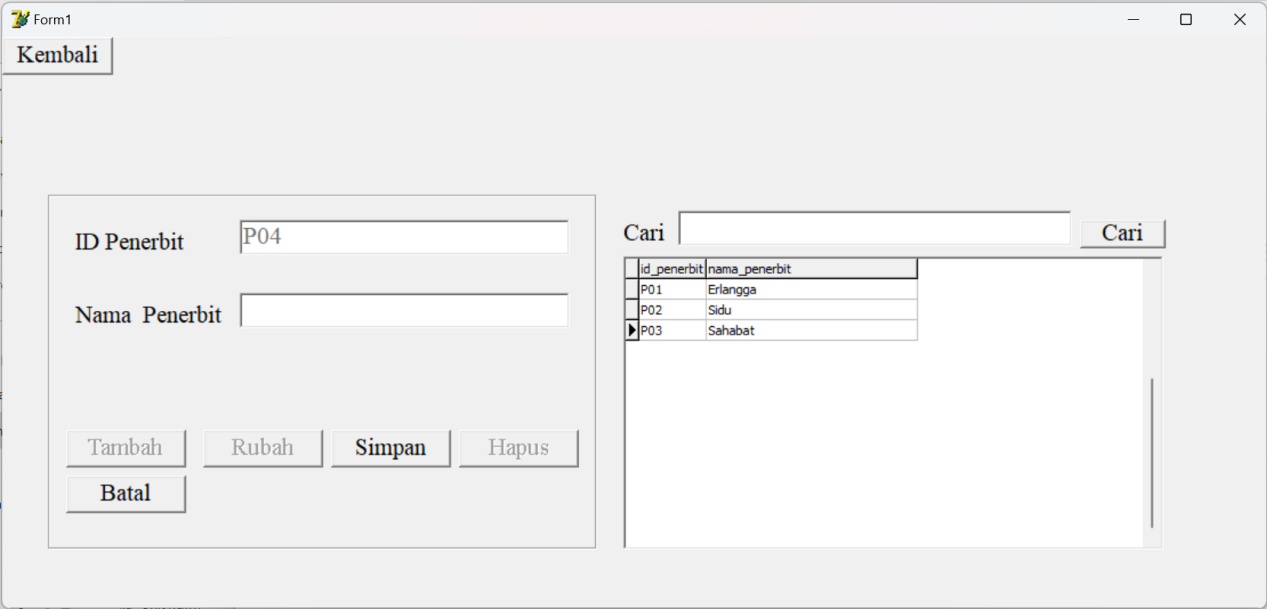 Form1
Kembali
ID Penerbit P04
Nama Penerbit
Tambah Rubah Simpan Hapus
Batal
Cari Cari
id_penerbit nama_penerbit
P01 Erlangga
P02 Sidu
P03 Sahabat